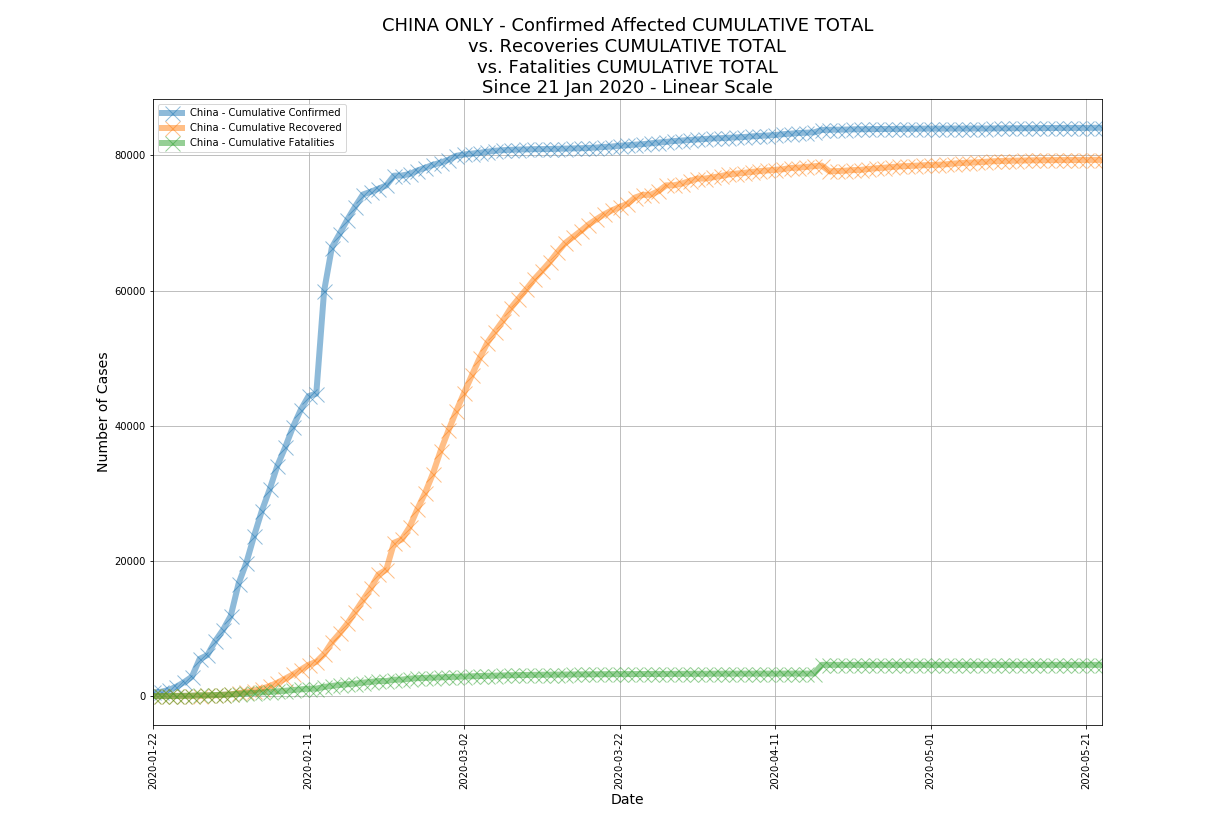 CHINA ONLY - Confirmed Affected CUMULATIVE TOTAL
vs. Recoveries CUMULATIVE TOTAL
vs. Fatalities CUMULATIVE TOTAL
Since 21 Jan 2020 - Linear Scale
China - Cumulative Confirmed
China - Cumulative Recovered
China - Cumulative Fatalities
80000
60000
40000
20000
0
Number of Cases
2020-01-22
2020-02-11
2020-03-02
2020-03-22
2020-04-11
2020-05-01
2020-05-21
Date